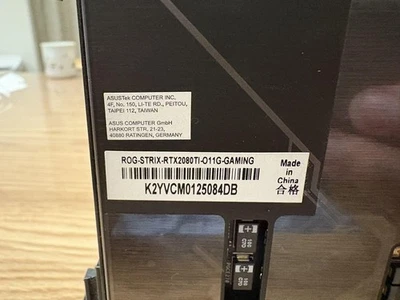 ASUSTek COMPUTER INC.
4F, No. 150, LI-TE RD., PEITOU,
TAIPEI 112, TAIWAN
ASUS COMPUTER GmbH
HARKORT STR. 21-23,
40880 RATINGEN, GERMANY
ROG-STRIX-RTX2080TI-O11G-GAMING
K2YVCM0125084DB
Made
in
China
合格